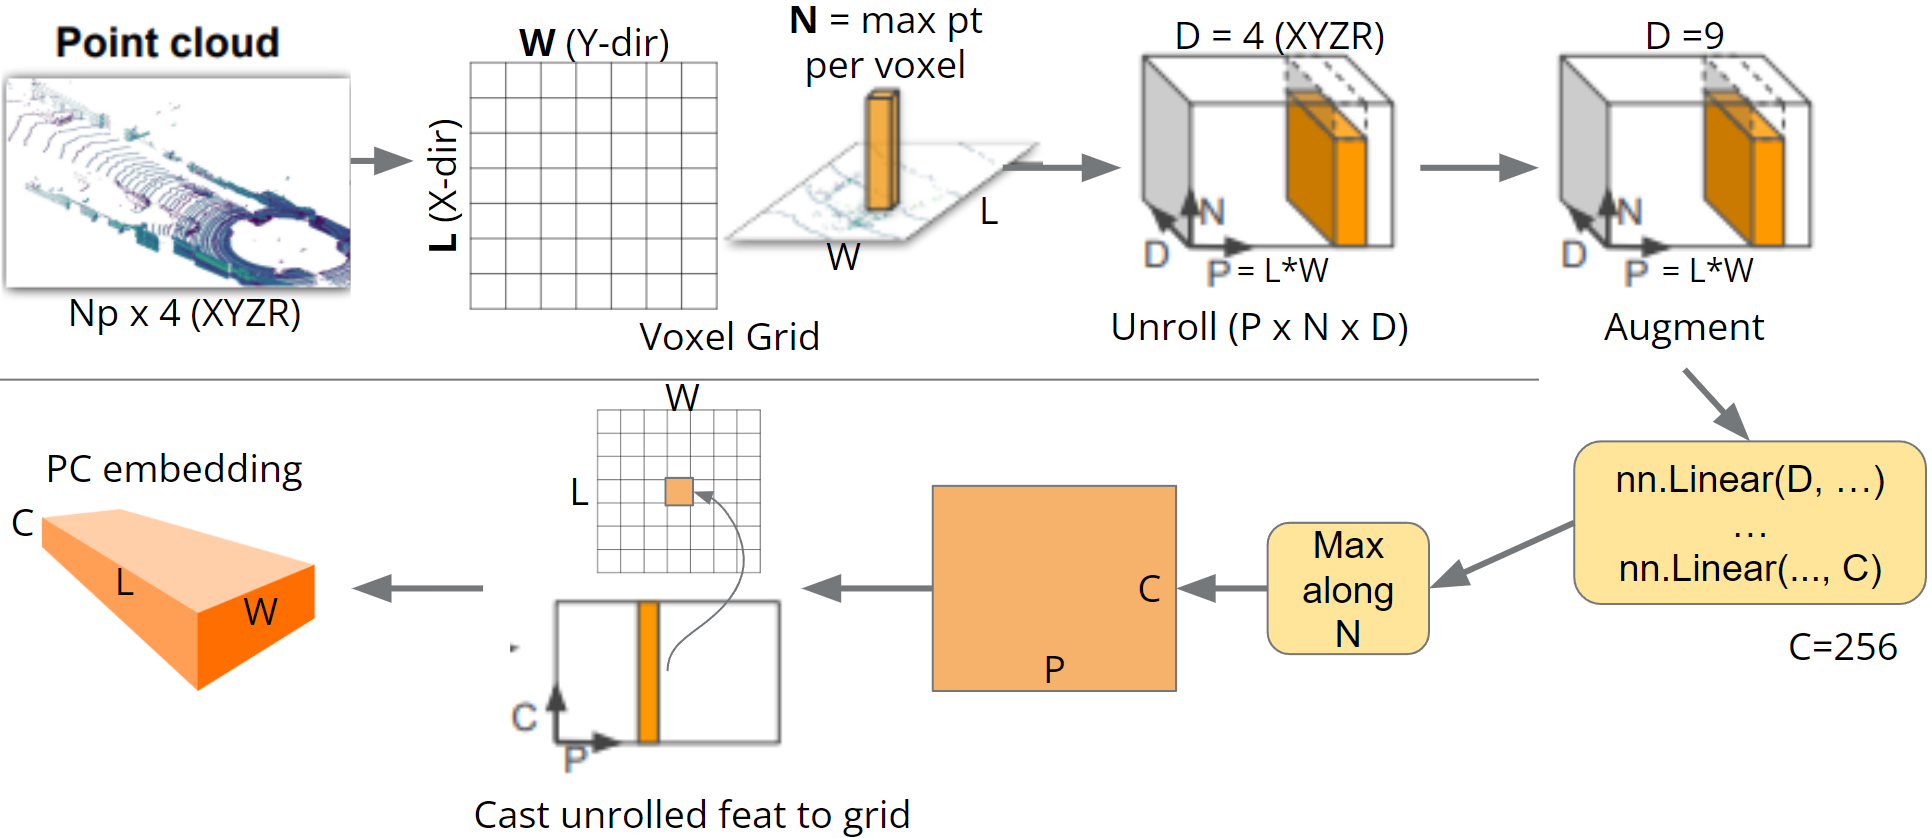 Point cloud
Np x 4 (XYZR)
W (Y-dir)
L (X-dir)
Voxel Grid
N = max pt
per voxel
L
W
D = 4 (XYZR)
N
D
P = L*W
Unroll (P x N x D)
D =9
N
D
P = L*W
Augment
nn.Linear(D, …)
…
nn.Linear(..., C)
C=256
Max
along
N
C
P
W
L
C
P
Cast unrolled feat to grid
PC embedding
C
L
W